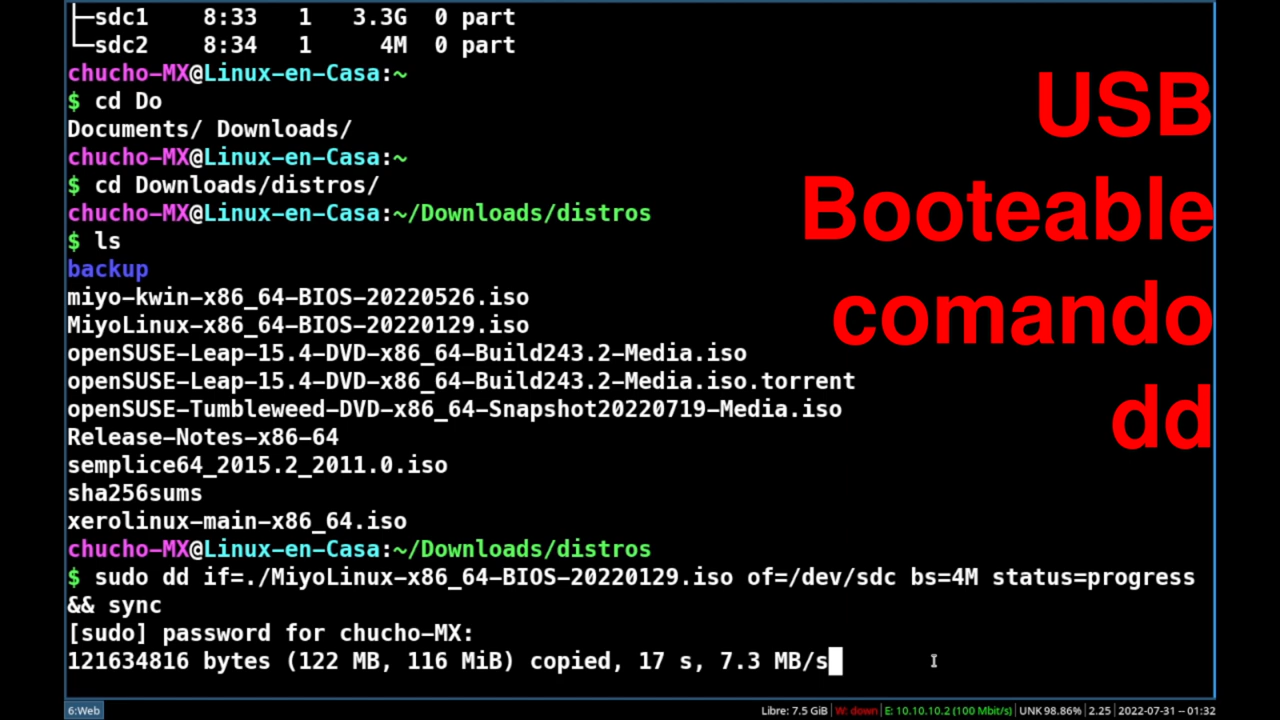 ├─sdc1    8:33   1   3.3G  0 part
└─sdc2    8:34   1     4M  0 part
chucho-MX@Linux-en-Casa:~
$ cd Do
Documents/ Downloads/
chucho-MX@Linux-en-Casa:~
$ cd Downloads/distros/
chucho-MX@Linux-en-Casa:~/Downloads/distros
$ ls
backup
miyo-kwin-x86_64-BIOS-20220526.iso
MiyoLinux-x86_64-BIOS-20220129.iso
openSUSE-Leap-15.4-DVD-x86_64-Build243.2-Media.iso
openSUSE-Leap-15.4-DVD-x86_64-Build243.2-Media.iso.torrent
openSUSE-Tumbleweed-DVD-x86_64-Snapshot20220719-Media.iso
Release-Notes-x86-64
semplice64_2015.2_2011.0.iso
sha256sums
xerolinux-main-x86_64.iso
chucho-MX@Linux-en-Casa:~/Downloads/distros
$ sudo dd if=./MiyoLinux-x86_64-BIOS-20220129.iso of=/dev/sdc bs=4M status=progress
&& sync
[sudo] password for chucho-MX:
121634816 bytes (122 MB, 116 MiB) copied, 17 s, 7.3 MB/s
USB
Booteable
comando
dd
6:Web
Libre: 7.5 GiB | W: down | E: 10.10.10.2 (100 Mbit/s) | UNK 98.86% | 2.25 | 2022-07-31 -- 01:32